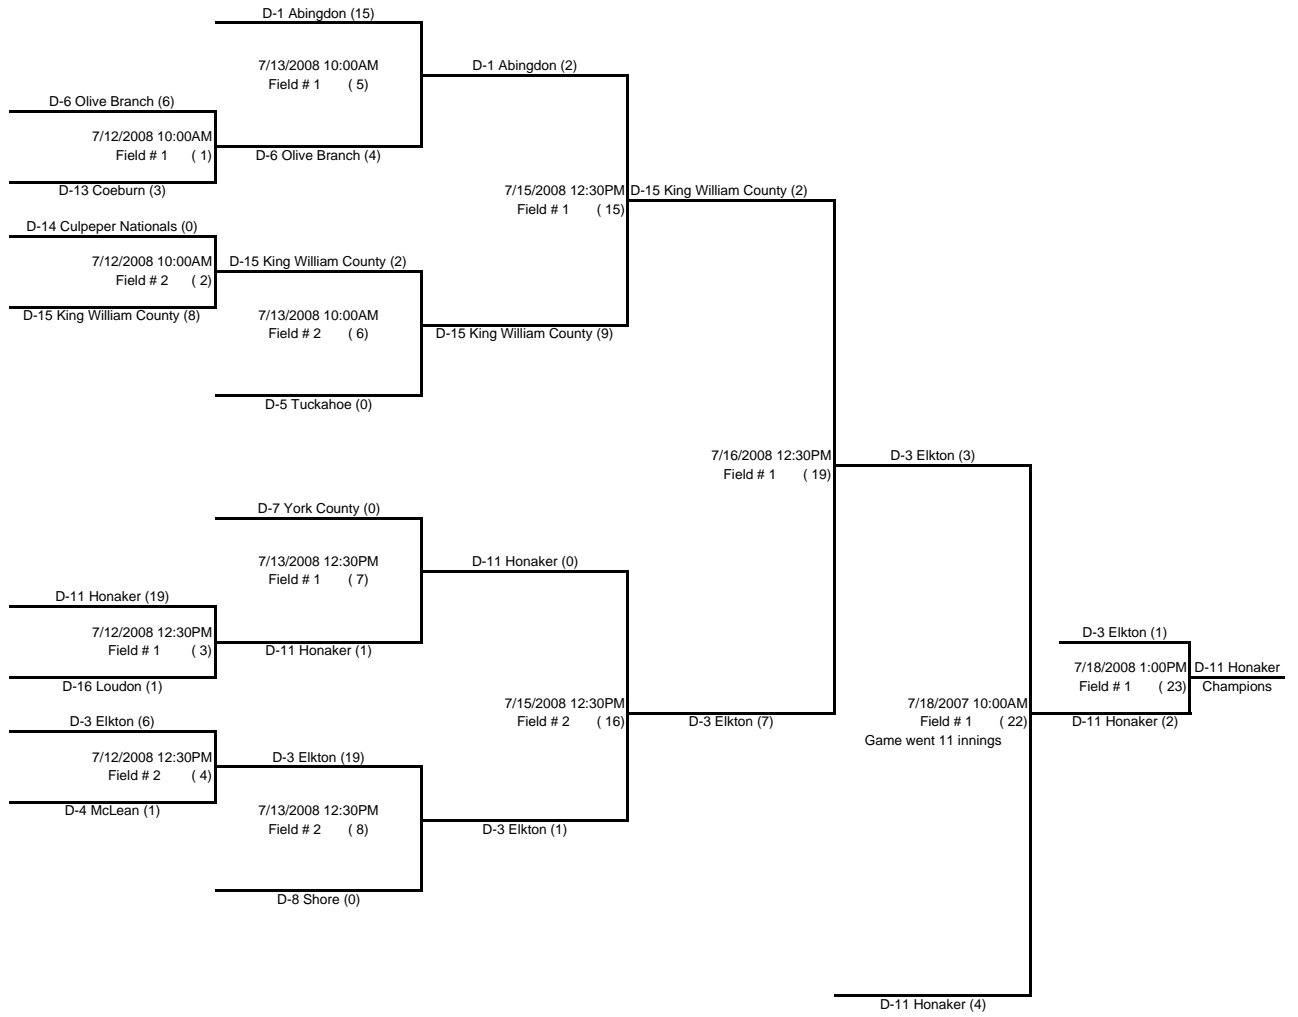 D-1 Abingdon (15)
7/13/2008 10:00AM
Field # 1 ( 5)
D-1 Abingdon (2)
D-6 Olive Branch (6)
7/12/2008 10:00AM
Field # 1 ( 1)
D-6 Olive Branch (4)
D-13 Coeburn (3)
7/15/2008 12:30PM
Field # 1 ( 15)
D-15 King William County (2)
D-14 Culpeper Nationals (0)
7/12/2008 10:00AM
Field # 2 ( 2)
D-15 King William County (2)
D-15 King William County (8)
7/13/2008 10:00AM
Field # 2 ( 6)
D-15 King William County (9)
D-5 Tuckahoe (0)
7/16/2008 12:30PM
Field # 1 ( 19)
D-3 Elkton (3)
D-7 York County (0)
7/13/2008 12:30PM
Field # 1 ( 7)
D-11 Honaker (0)
D-11 Honaker (19)
7/12/2008 12:30PM
Field # 1 ( 3)
D-11 Honaker (1)
D-16 Loudon (1)
D-3 Elkton (1)
7/18/2008 1:00PM
Field # 1 ( 23)
D-11 Honaker
Champions
D-3 Elkton (6)
7/12/2008 12:30PM
Field # 2 ( 4)
D-3 Elkton (19)
7/15/2008 12:30PM
Field # 2 ( 16)
D-3 Elkton (7)
7/18/2007 10:00AM
Field # 1 ( 22)
Game went 11 innings
D-11 Honaker (2)
D-4 McLean (1)
7/13/2008 12:30PM
Field # 2 ( 8)
D-3 Elkton (1)
D-8 Shore (0)
D-11 Honaker (4)